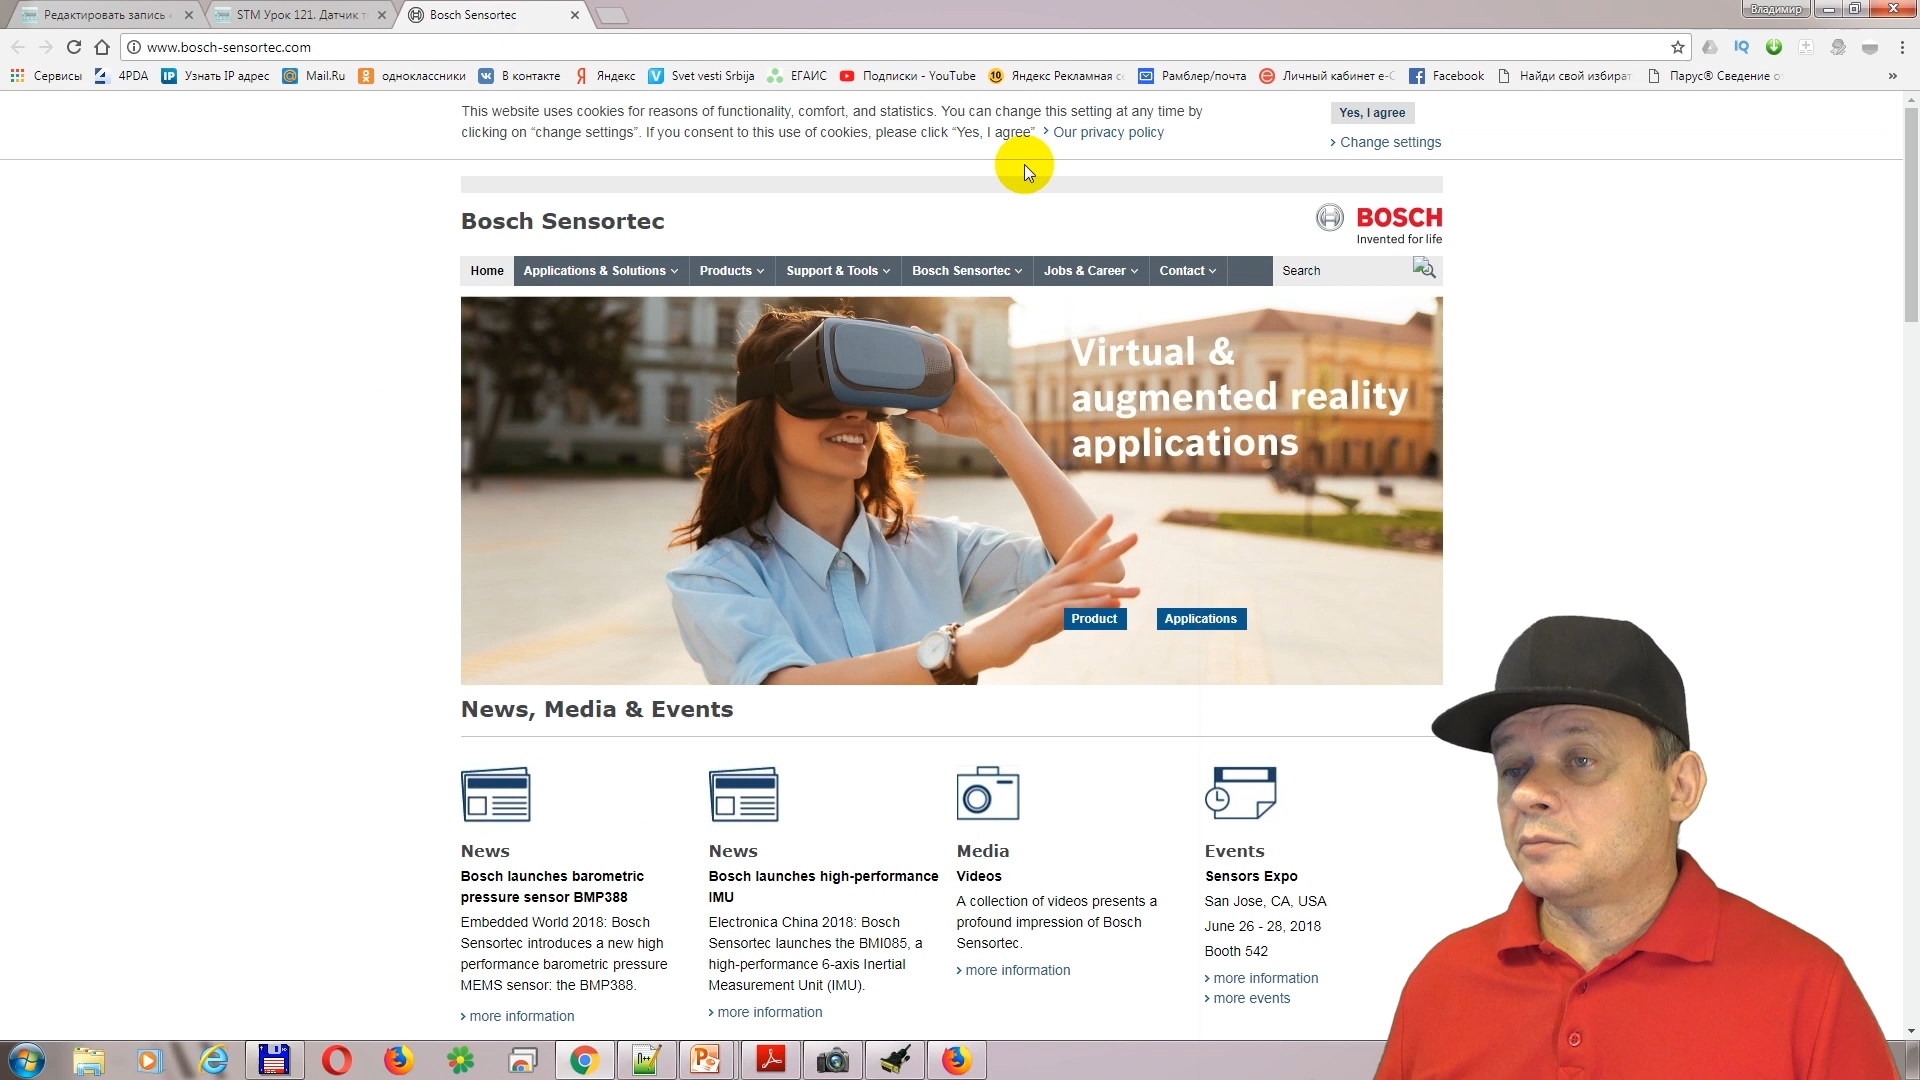 Редактировать запись
STM Урок 121. Датчик т
Bosch Sensortec
Владимир
www.bosch-sensortec.com
IQ
Сервисы
4PDA
IP Узнать IP адрес
Mail.Ru
одноклассники
В контакте
Яндекс
Svet vesti Srbija
ЕГАИС
Подписки - YouTube
10 Яндекс Рекламная
Рамблер/почта
Личный кабинет е-
Facebook
Найди свой избират
Парус® Сведение
This website uses cookies for reasons of functionality, comfort, and statistics. You can change this setting at any time by
clicking on “change settings”. If you consent to this use of cookies, please click “Yes, I agree” Our privacy policy
Yes, I agree
Change settings
Bosch Sensortec
BOSCH
Invented for life
Home
Applications & Solutions
Products
Support & Tools
Bosch Sensortec
Jobs & Career
Contact
Search
Virtual &
augmented reality
applications
Product
Applications
News, Media & Events
News
Bosch launches barometric
pressure sensor BMP388
Embedded World 2018: Bosch
Sensortec introduces a new high
performance barometric pressure
MEMS sensor: the BMP388.
more information
News
Bosch launches high-performance
IMU
Electronica China 2018: Bosch
Sensortec launches the BMI085, a
high-performance 6-axis Inertial
Measurement Unit (IMU).
more information
Media
Videos
A collection of videos presents a
profound impression of Bosch
Sensortec.
more information
Events
Sensors Expo
San Jose, CA, USA
June 26 - 28, 2018
Booth 542
more information
more events